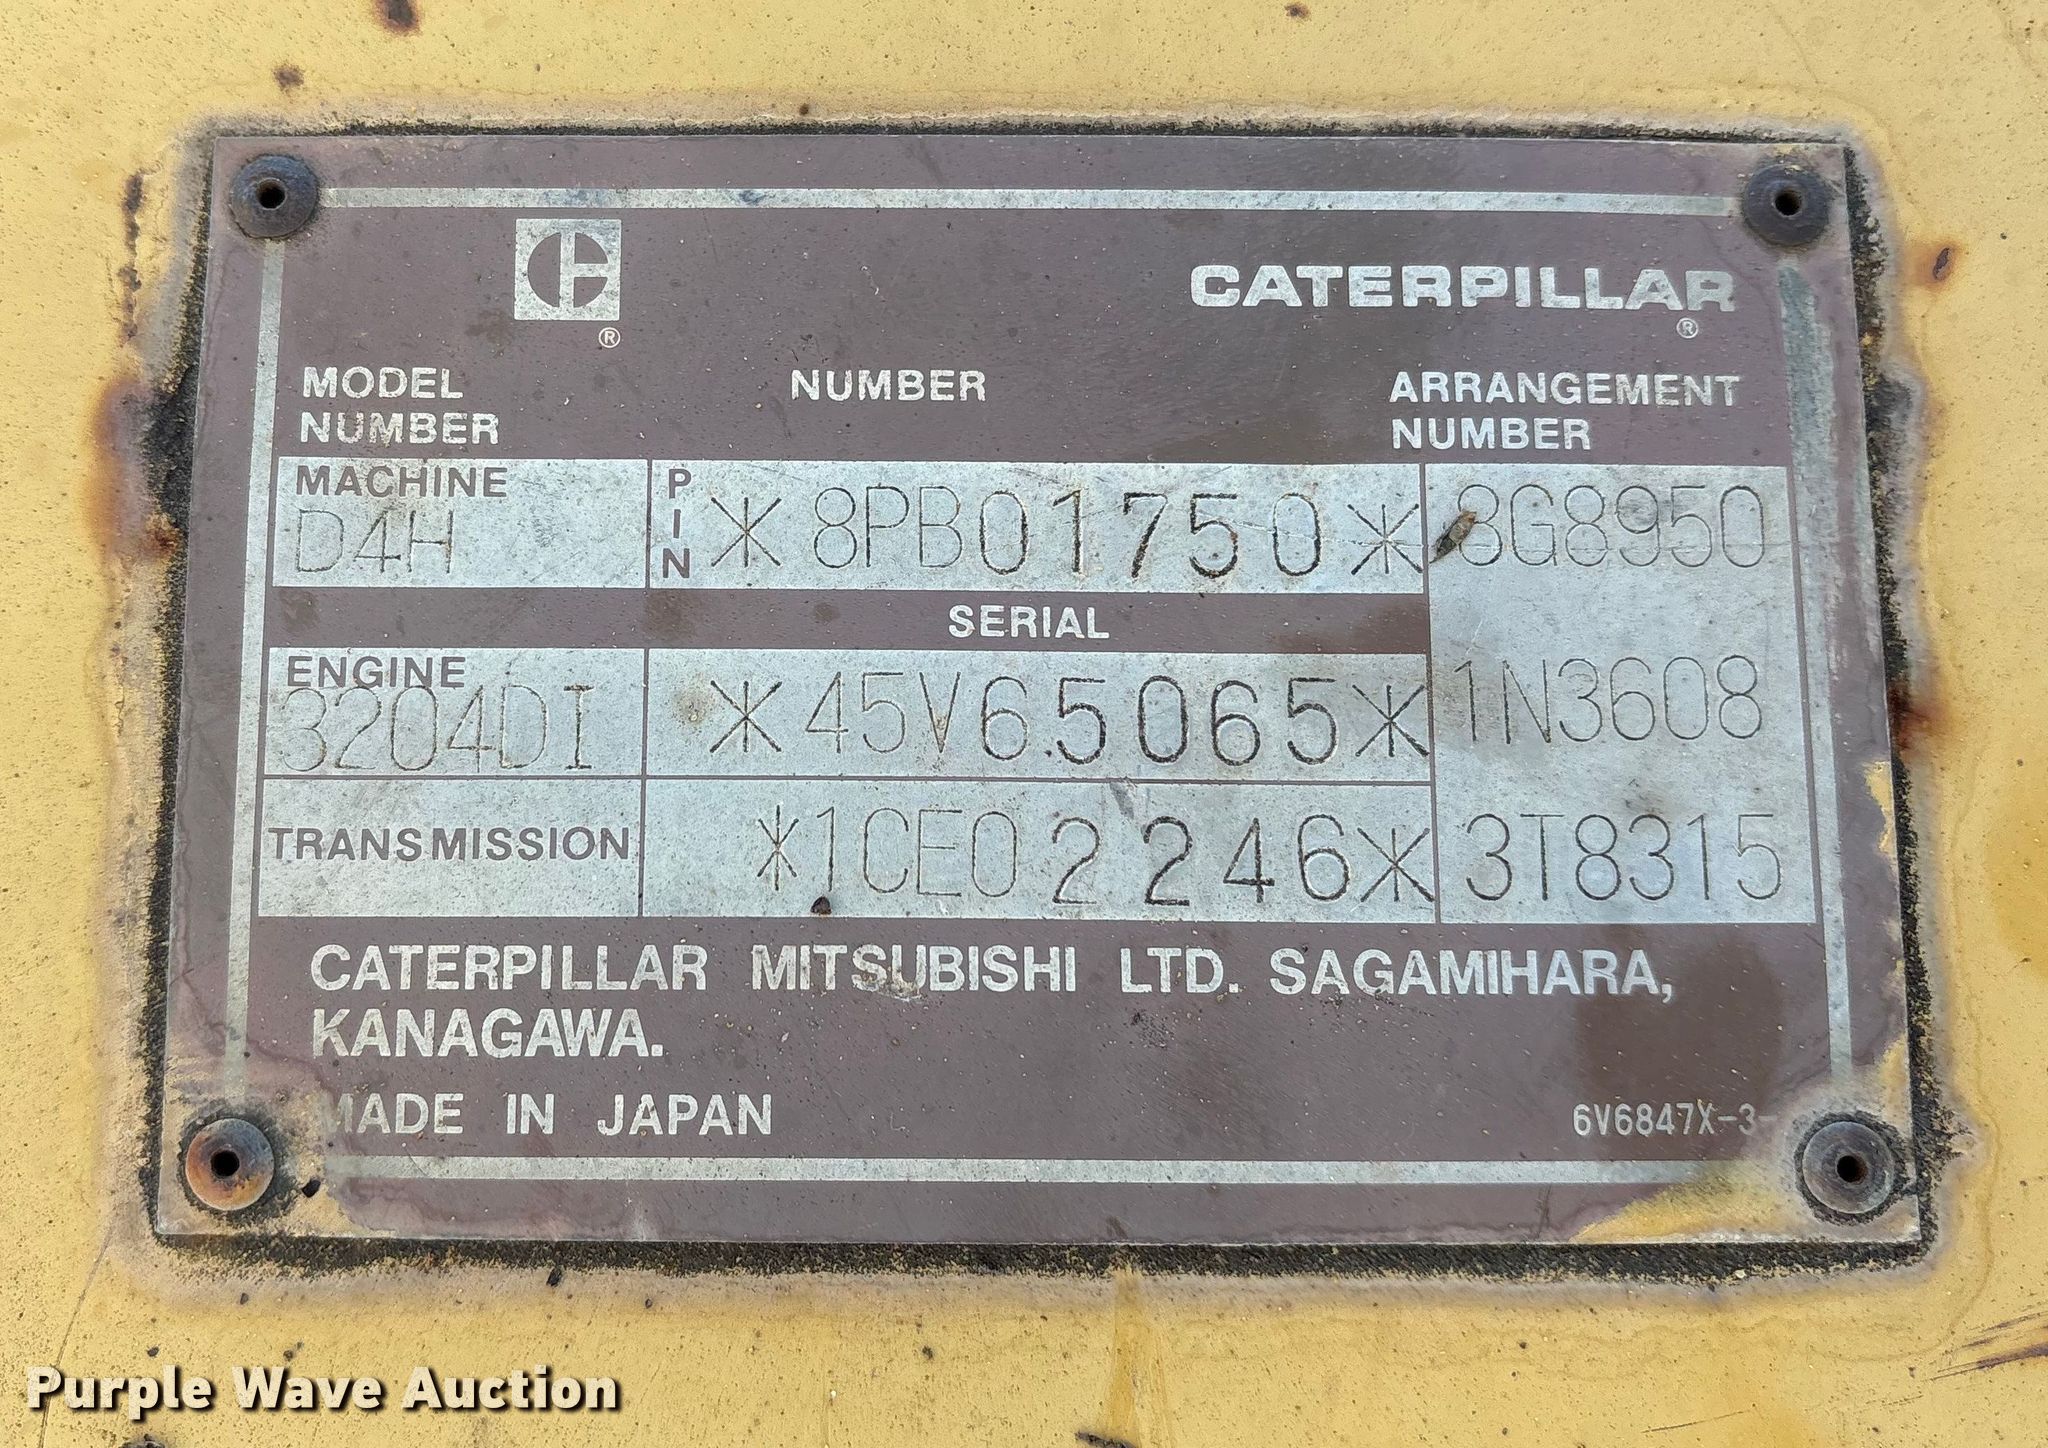 CATERPILLAR
®
®
MODEL NUMBER
NUMBER
ARRANGEMENT NUMBER
MACHINE
D4H
PIN
*8PB01750*
8G8950
SERIAL
ENGINE
3204DI
*45V65065*
1N3608
TRANSMISSION
*1CE02246*
3T8315
CATERPILLAR MITSUBISHI LTD. SAGAMIHARA,
KANAGAWA.
MADE IN JAPAN
6V6847X-3-
Purple Wave Auction